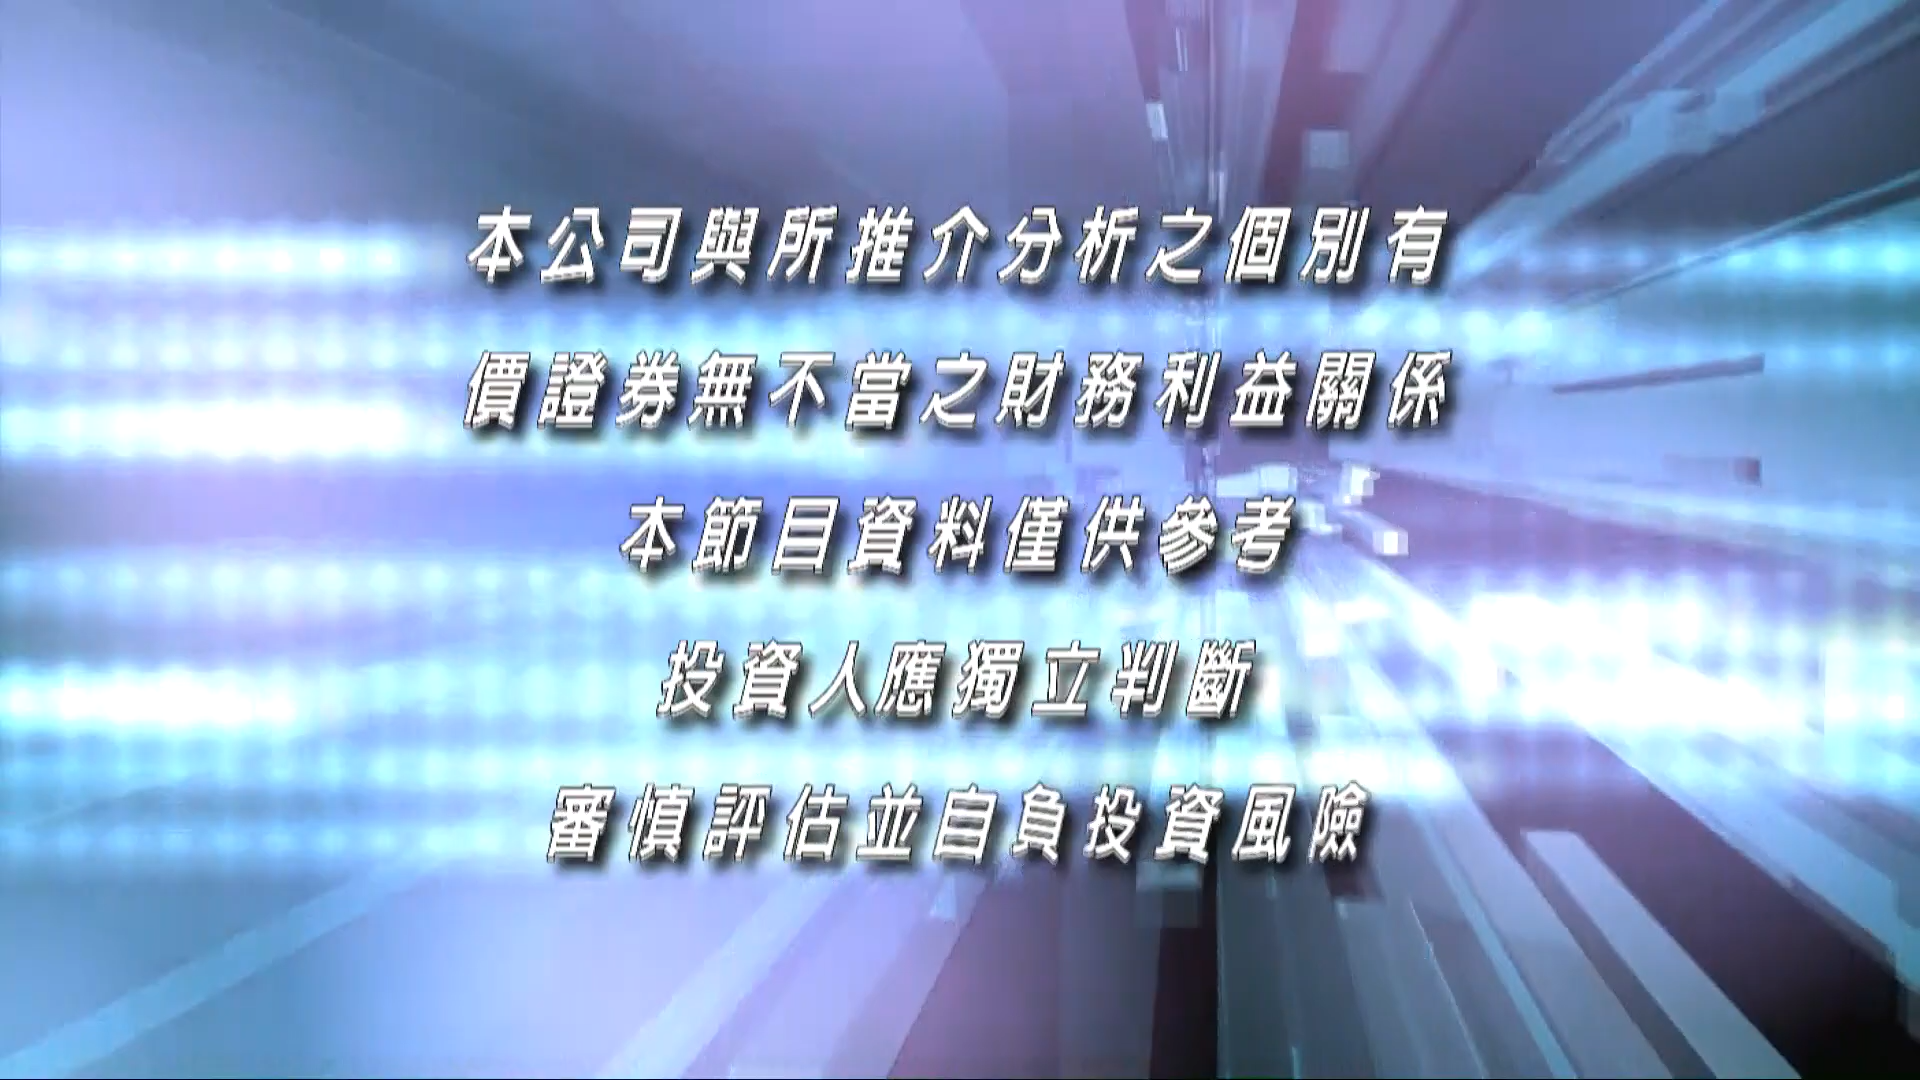 本公司與所推介分析之個別有
價證券無不當之財務利益關係
本節目資料僅供參考
投資人應獨立判斷
審慎評估並自負投資風險